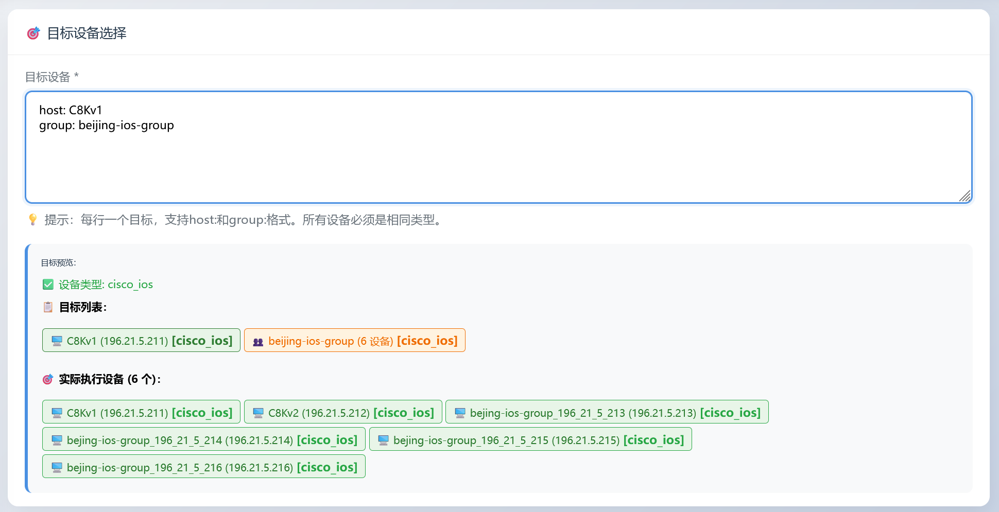 目标设备选择
目标设备 *
host: C8Kv1
group: beijing-ios-group
提示：每行一个目标，支持host:和group:格式。所有设备必须是相同类型。
目标预览：
设备类型: cisco_ios
目标列表：
C8Kv1 (196.21.5.211) [cisco_ios] beijing-ios-group (6 设备) [cisco_ios]
实际执行设备 (6 个)：
C8Kv1 (196.21.5.211) [cisco_ios] C8Kv2 (196.21.5.212) [cisco_ios] bejing-ios-group_196_21_5_213 (196.21.5.213) [cisco_ios]
bejing-ios-group_196_21_5_214 (196.21.5.214) [cisco_ios] bejing-ios-group_196_21_5_215 (196.21.5.215) [cisco_ios]
bejing-ios-group_196_21_5_216 (196.21.5.216) [cisco_ios]